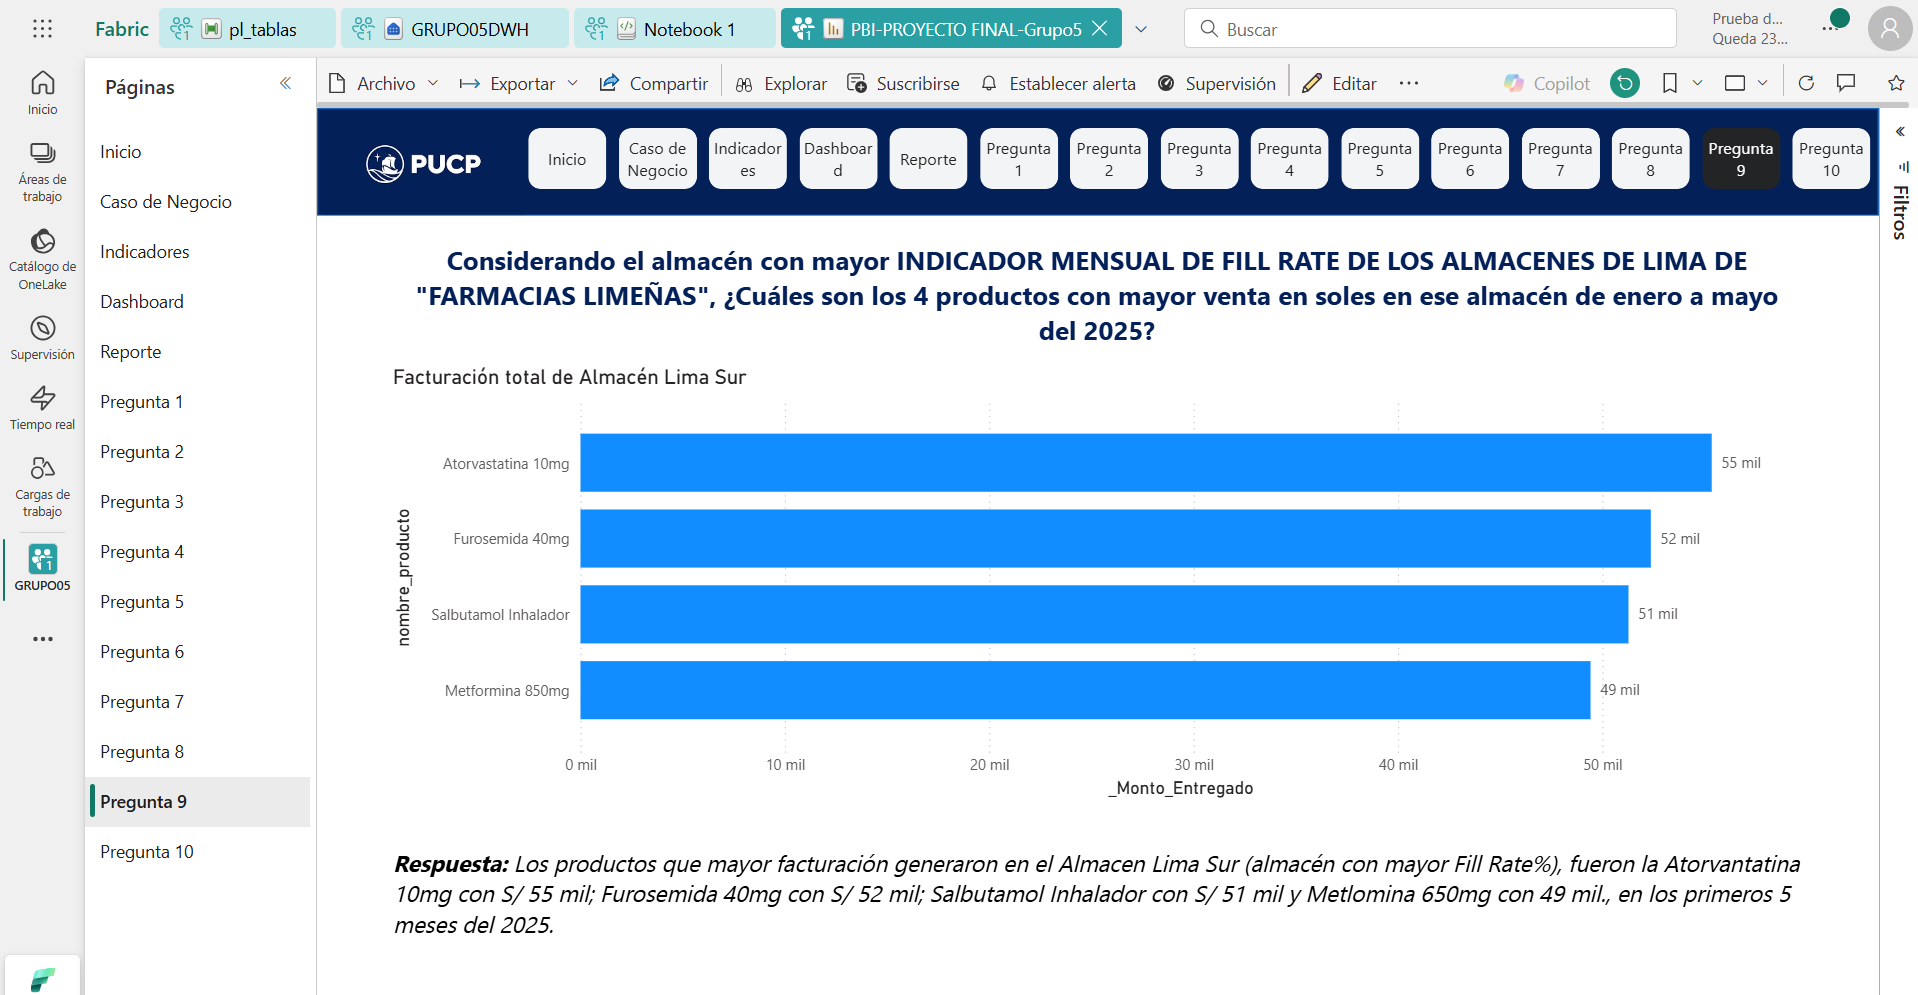 Fabric
pl_tablas
GRUPO05DWH
Notebook 1
PBI-PROYECTO FINAL-Grupo5
Buscar
Prueba d...
Queda 23...
Inicio
Áreas de
trabajo
Catálogo de
OneLake
Supervisión
Tiempo real
Cargas de
trabajo
GRUPO05
Páginas
Inicio
Caso de Negocio
Indicadores
Dashboard
Reporte
Pregunta 1
Pregunta 2
Pregunta 3
Pregunta 4
Pregunta 5
Pregunta 6
Pregunta 7
Pregunta 8
Pregunta 9
Pregunta 10
Archivo
Exportar
Compartir
Explorar
Suscribirse
Establecer alerta
Supervisión
Editar
Copilot
PUCP
Inicio
Caso de
Negocio
Indicador
es
Dashboar
d
Reporte
Pregunta
1
Pregunta
2
Pregunta
3
Pregunta
4
Pregunta
5
Pregunta
6
Pregunta
7
Pregunta
8
Pregunta
9
Pregunta
10
Filtros
Considerando el almacén con mayor INDICADOR MENSUAL DE FILL RATE DE LOS ALMACENES DE LIMA DE
"FARMACIAS LIMEÑAS", ¿Cuáles son los 4 productos con mayor venta en soles en ese almacén de enero a mayo
del 2025?
Facturación total de Almacén Lima Sur
nombre_producto
Atorvastatina 10mg
55 mil
Furosemida 40mg
52 mil
Salbutamol Inhalador
51 mil
Metformina 850mg
49 mil
0 mil
10 mil
20 mil
30 mil
40 mil
50 mil
_Monto_Entregado
Respuesta: Los productos que mayor facturación generaron en el Almacen Lima Sur (almacén con mayor Fill Rate%), fueron la Atorvantatina
10mg con S/ 55 mil; Furosemida 40mg con S/ 52 mil; Salbutamol Inhalador con S/ 51 mil y Metlomina 650mg con 49 mil., en los primeros 5
meses del 2025.